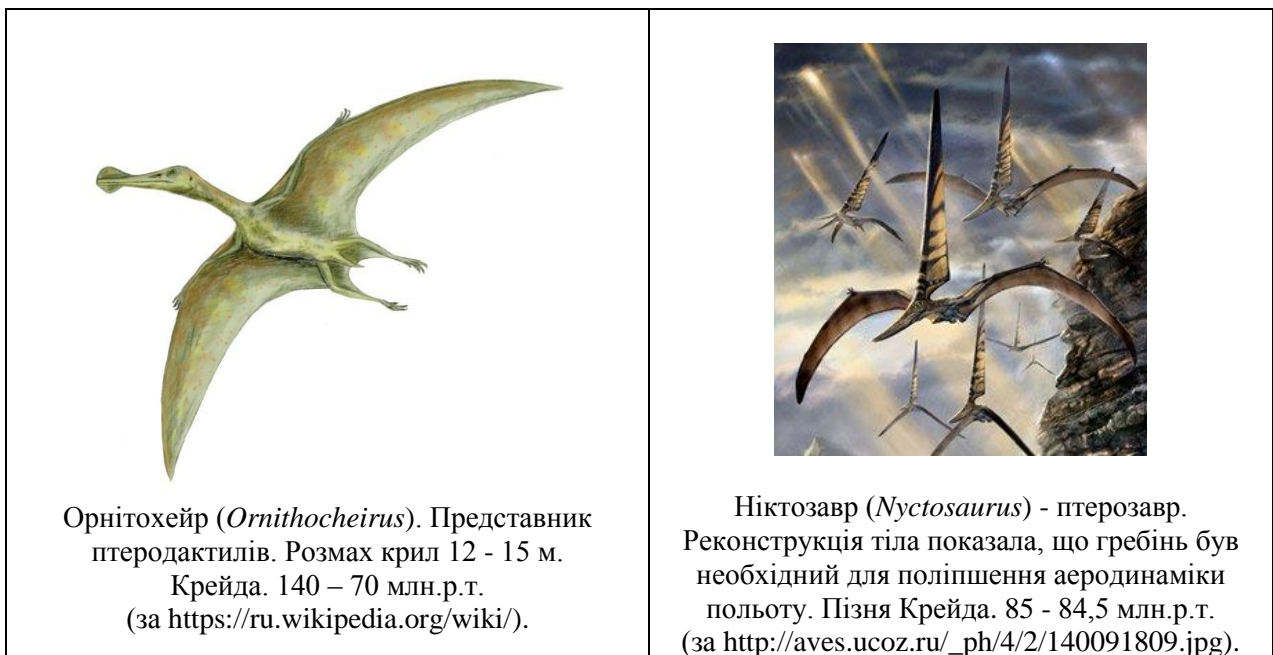 Орнітохейр (Ornithocheirus). Представник
птеродактилів. Розмах крил 12 - 15 м.
Крейда. 140 – 70 млн.р.т.
(за https://ru.wikipedia.org/wiki/).
Ніктозавр (Nyctosaurus) - птерозавр.
Реконструкція тіла показала, що гребінь був
необхідний для поліпшення аеродинаміки
польоту. Пізня Крейда. 85 - 84,5 млн.р.т.
(за http://aves.ucoz.ru/_ph/4/2/140091809.jpg).